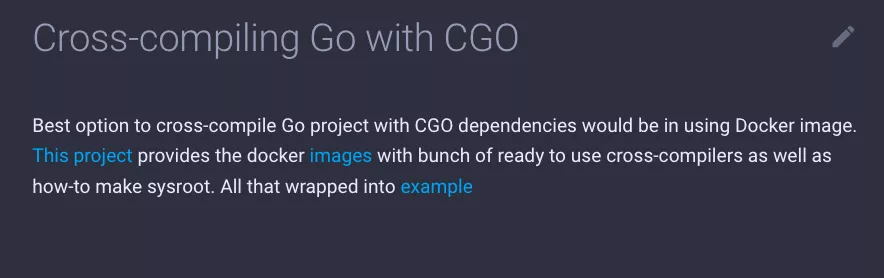 Cross-compiling Go with CGO
Best option to cross-compile Go project with CGO dependencies would be in using Docker image.
This project provides the docker images with bunch of ready to use cross-compilers as well as
how-to make sysroot. All that wrapped into example